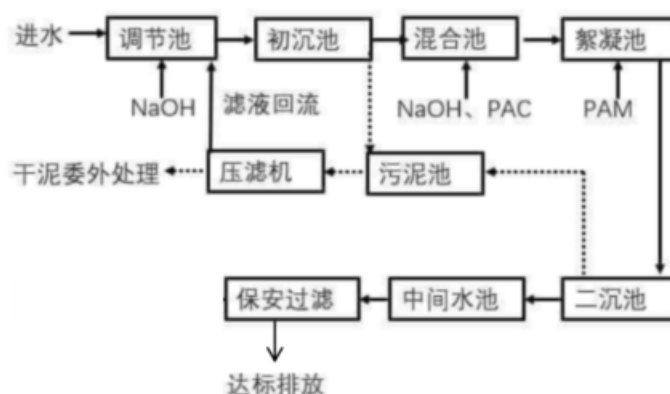 进水
调节池
初沉池
混合池
絮凝池
NaOH
滤液回流
NaOH、PAC
PAM
干泥委外处理
压滤机
污泥池
保安过滤
中间水池
二沉池
达标排放